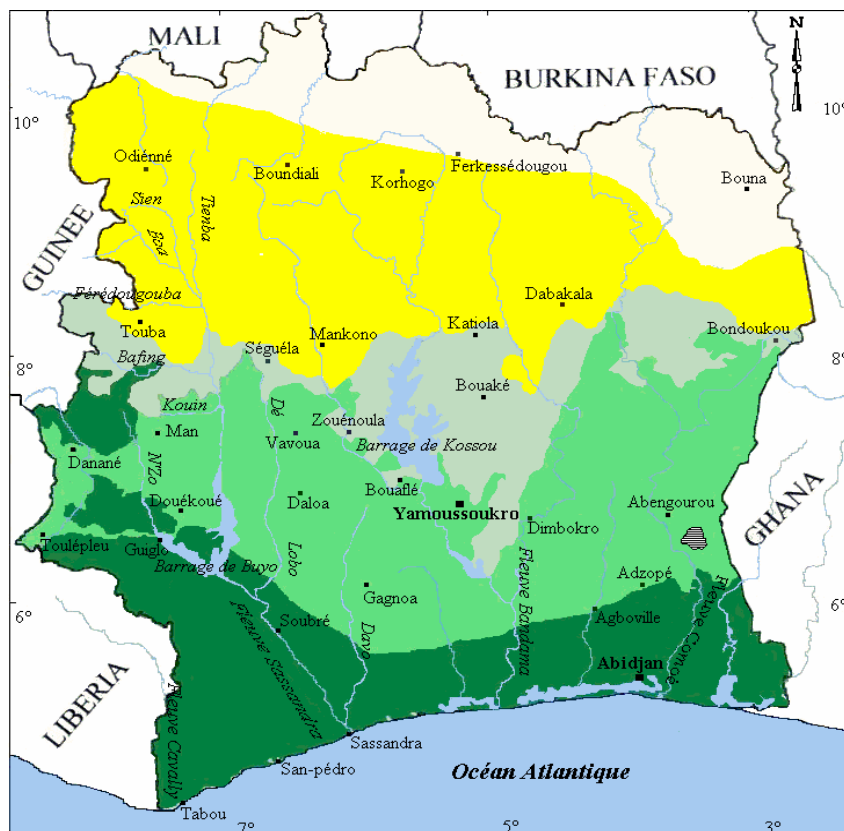 MALI
N
BURKINA FASO
10°
10°
Odiénné
Boundiali
Korhogo
Ferkessédougou
Bouna
Sien
Tienba
Boa
GUINEE
Férédougouba
Dabakala
Touba
Katiola
Bondoukou
Mankono
8°
Bafing
Séguéla
8°
Bouaké
Kouin
Dé
Zouénoula
Man
Vavoua
Barrage de Kossou
Danané
N'Zo
Bouaflé
Daloa
Douékoué
Yamoussoukro
Abengourou
Dimbokro
GHANA
Toulépleu
Guiglo
Barrage de Buyo
Lobo
Fleuve Bandama
Adzopé
Gagnoa
6°
Fleuve Sassandra
Soubré
Davo
Agboville
Fleuve Comoé
6°
Abidjan
LIBERIA
Fleuve Cavally
Sassandra
San-pédro
Océan Atlantique
Tabou
7°
5°
3°